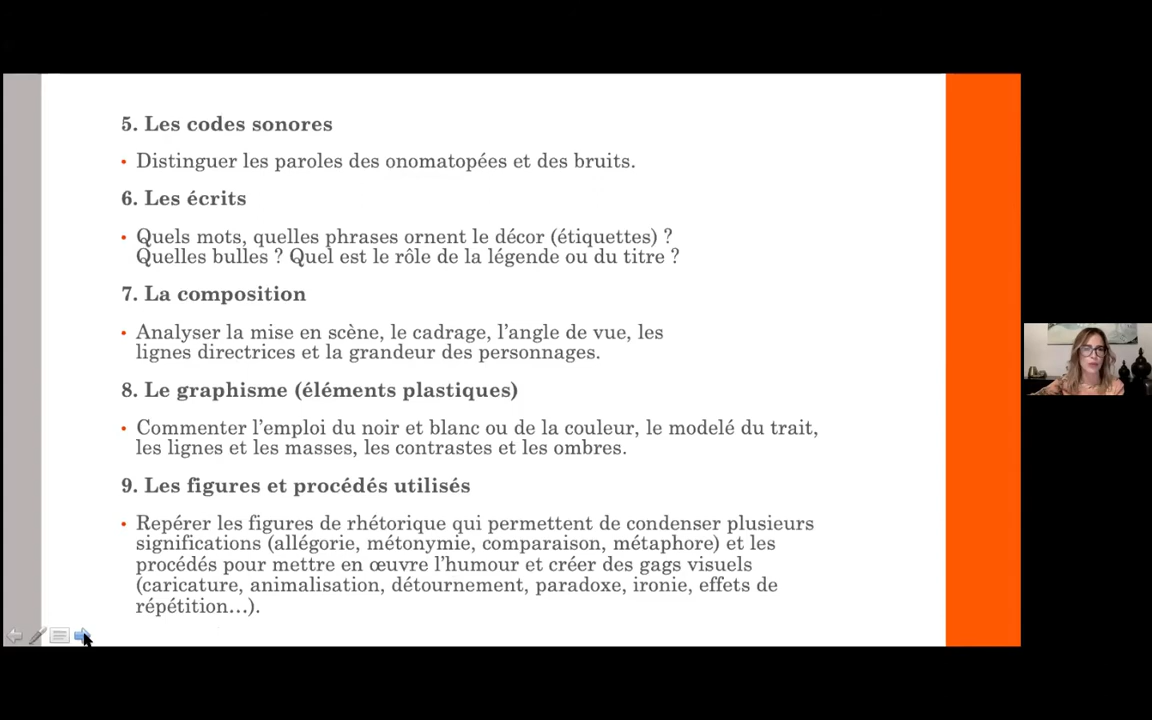 5. Les codes sonores
• Distinguer les paroles des onomatopées et des bruits.
6. Les écrits
• Quels mots, quelles phrases ornent le décor (étiquettes) ?
Quelles bulles ? Quel est le rôle de la légende ou du titre ?
7. La composition
• Analyser la mise en scène, le cadrage, l’angle de vue, les
lignes directrices et la grandeur des personnages.
8. Le graphisme (éléments plastiques)
• Commenter l’emploi du noir et blanc ou de la couleur, le modelé du trait,
les lignes et les masses, les contrastes et les ombres.
9. Les figures et procédés utilisés
• Repérer les figures de rhétorique qui permettent de condenser plusieurs
significations (allégorie, métonymie, comparaison, métaphore) et les
procédés pour mettre en œuvre l’humour et créer des gags visuels
(caricature, animalisation, détournement, paradoxe, ironie, effets de
répétition…).